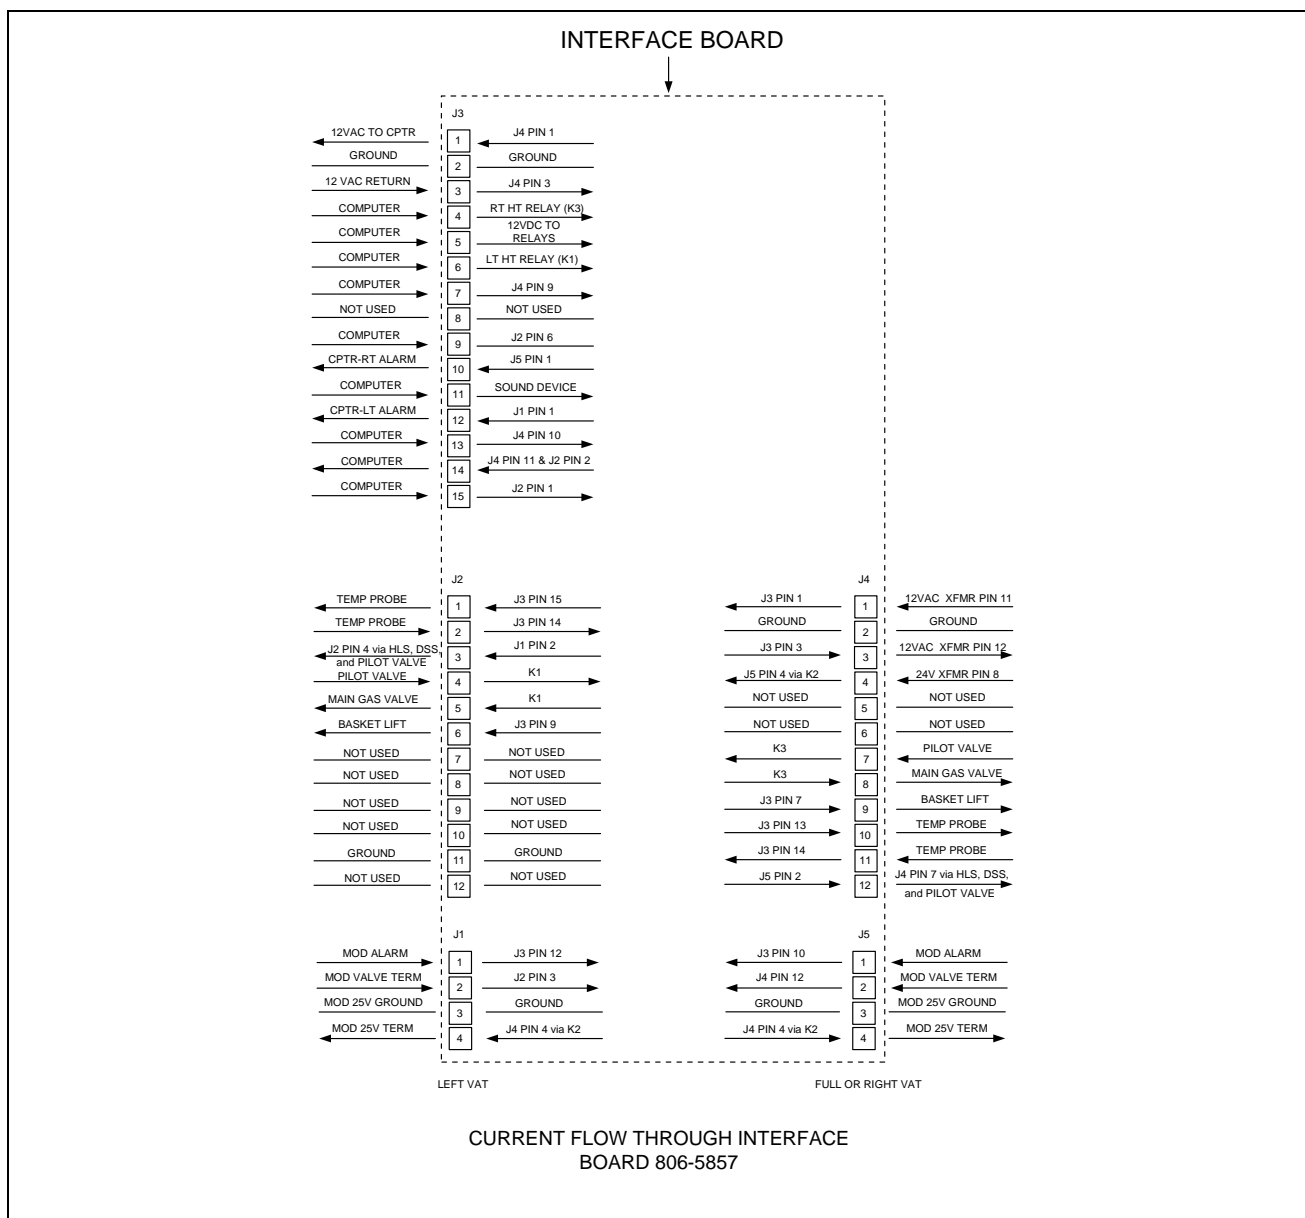 INTERFACE BOARD
J3
12VAC TO CPTR 1 J4 PIN 1
GROUND 2 GROUND
12 VAC RETURN 3 J4 PIN 3
COMPUTER 4 RT HT RELAY (K3)
COMPUTER 5 12VDC TO
RELAYS
COMPUTER 6 LT HT RELAY (K1)
COMPUTER 7 J4 PIN 9
NOT USED 8 NOT USED
COMPUTER 9 J2 PIN 6
CPTR-RT ALARM 10 J5 PIN 1
COMPUTER 11 SOUND DEVICE
CPTR-LT ALARM 12 J1 PIN 1
COMPUTER 13 J4 PIN 10
COMPUTER 14 J4 PIN 11 & J2 PIN 2
COMPUTER 15 J2 PIN 1
J2
TEMP PROBE 1 J3 PIN 15
TEMP PROBE 2 J3 PIN 14
J2 PIN 4 via HLS, DSS, 3 J1 PIN 2
and PILOT VALVE
PILOT VALVE 4 K1
MAIN GAS VALVE 5 K1
BASKET LIFT 6 J3 PIN 9
NOT USED 7 NOT USED
NOT USED 8 NOT USED
NOT USED 9 NOT USED
NOT USED 10 NOT USED
GROUND 11 GROUND
NOT USED 12 NOT USED
J4
J3 PIN 1 1 12VAC XFMR PIN 11
GROUND 2 GROUND
J3 PIN 3 3 12VAC XFMR PIN 12
J5 PIN 4 via K2 4 24V XFMR PIN 8
NOT USED 5 NOT USED
NOT USED 6 NOT USED
K3 7 PILOT VALVE
K3 8 MAIN GAS VALVE
J3 PIN 7 9 BASKET LIFT
J3 PIN 13 10 TEMP PROBE
J3 PIN 14 11 TEMP PROBE
J5 PIN 2 12 J4 PIN 7 via HLS, DSS,
and PILOT VALVE
J1
MOD ALARM 1 J3 PIN 12
MOD VALVE TERM 2 J2 PIN 3
MOD 25V GROUND 3 GROUND
MOD 25V TERM 4 J4 PIN 4 via K2
J5
J3 PIN 10 1 MOD ALARM
J4 PIN 12 2 MOD VALVE TERM
GROUND 3 MOD 25V GROUND
J4 PIN 4 via K2 4 MOD 25V TERM
LEFT VAT
FULL OR RIGHT VAT
CURRENT FLOW THROUGH INTERFACE
BOARD 806-5857